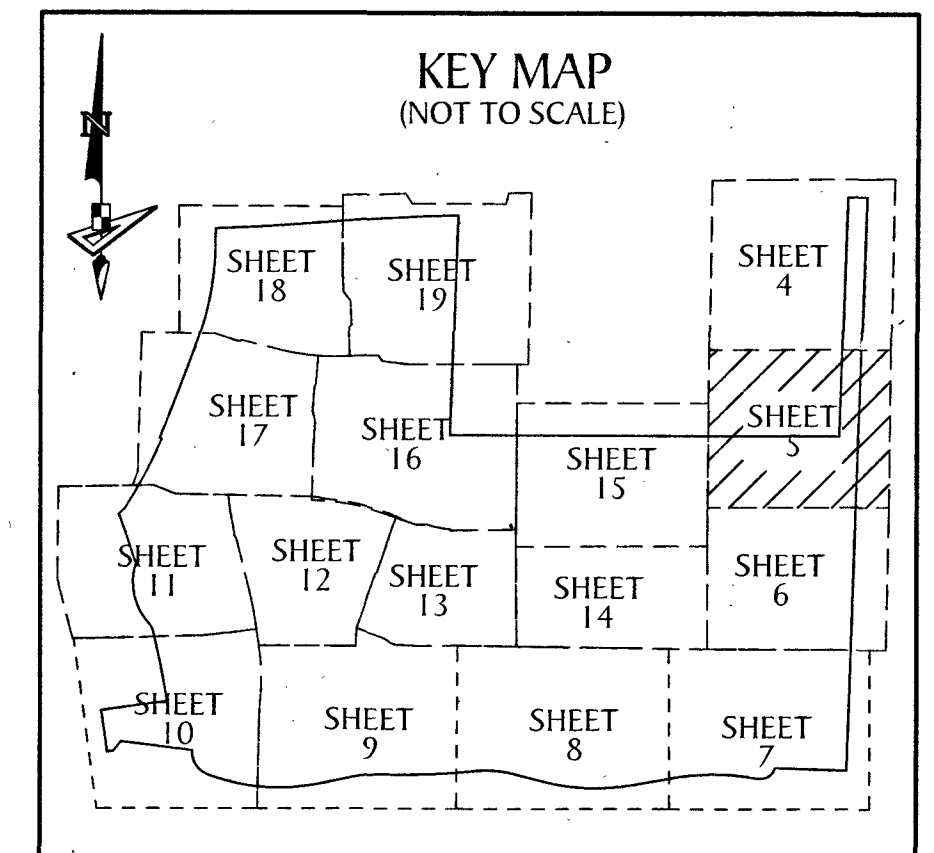 KEY MAP
(NOT TO SCALE)
N
SHEET
4
SHEET
18
SHEET
19
SHEET
5
SHEET
17
SHEET
16
SHEET
15
SHEET
11
SHEET
12
SHEET
13
SHEET
14
SHEET
6
SHEET
10
SHEET
9
SHEET
8
SHEET
7